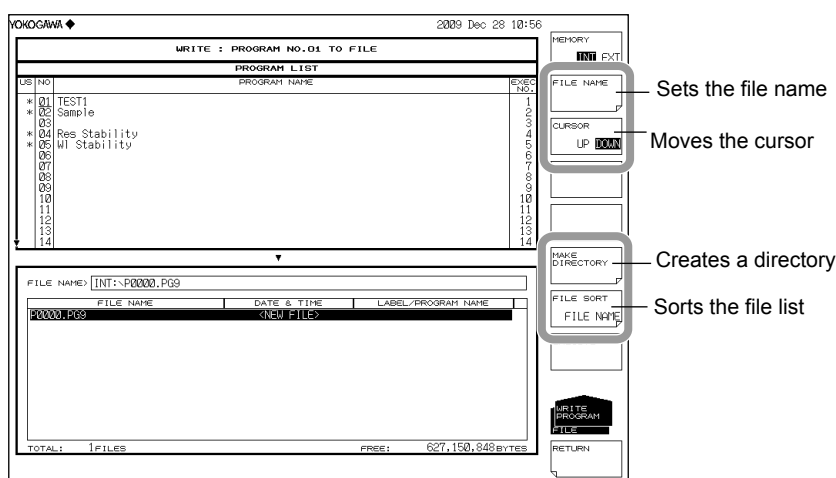 YOKOGAWA ◆ 2009 Dec 28 10:56
WRITE : PROGRAM NO.01 TO FILE
PROGRAM LIST
US NO PROGRAM NAME EXEC NO.
* 01 TEST1 1
* 02 Sample 2
03 3
* 04 Res Stability 4
* 05 Wl Stability 5
06 6
07 7
08 8
09 9
10 10
11 11
12 12
13 13
14 14
FILE NAME> INT:\P0000.PG9
FILE NAME DATE & TIME LABEL/PROGRAM NAME
P0000.PG9 <NEW FILE>
TOTAL: 1 FILES FREE: 627,150,848 BYTES
MEMORY
INT EXT
FILE NAME
CURSOR
UP DOWN
MAKE
DIRECTORY
FILE SORT
FILE NAME
WRITE
PROGRAM
FILE
RETURN
Sets the file name
Moves the cursor
Creates a directory
Sorts the file list